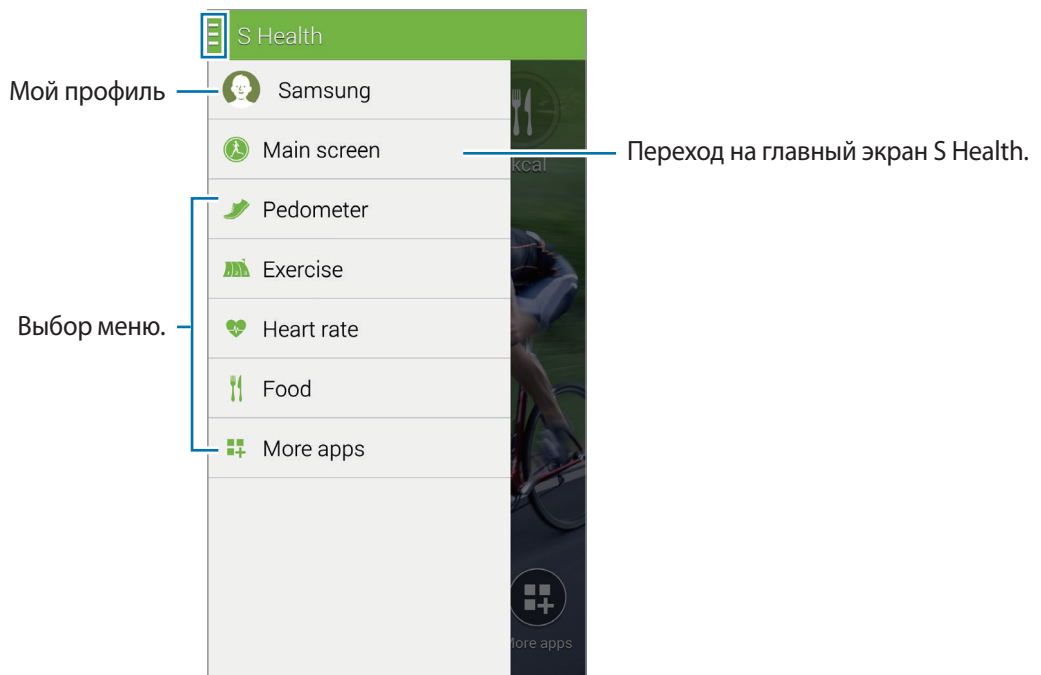 S Health
Мой профиль
Samsung
Main screen
Переход на главный экран S Health.
kcal
Pedometer
Exercise
Выбор меню.
Heart rate
Food
More apps
More apps